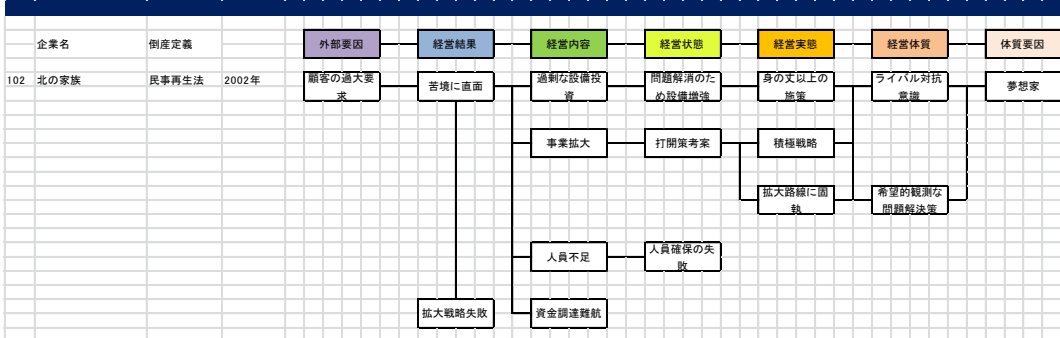 企業名 倒産定義 外部要因 経営結果 経営内容 経営状態 経営実態 経営体質 体質要因
102 北の家族 民事再生法 2002年
顧客の過大要
求
苦境に直面
過剰な設備投
資
問題解消のた
め設備増強
身の丈以上の
施策
ライバル対抗
意識
夢想家
事業拡大 打開策考案 積極戦略
拡大路線に固
執
希望的観測な
問題解決策
人員不足
人員確保の失
敗
拡大戦略失敗 資金調達難航